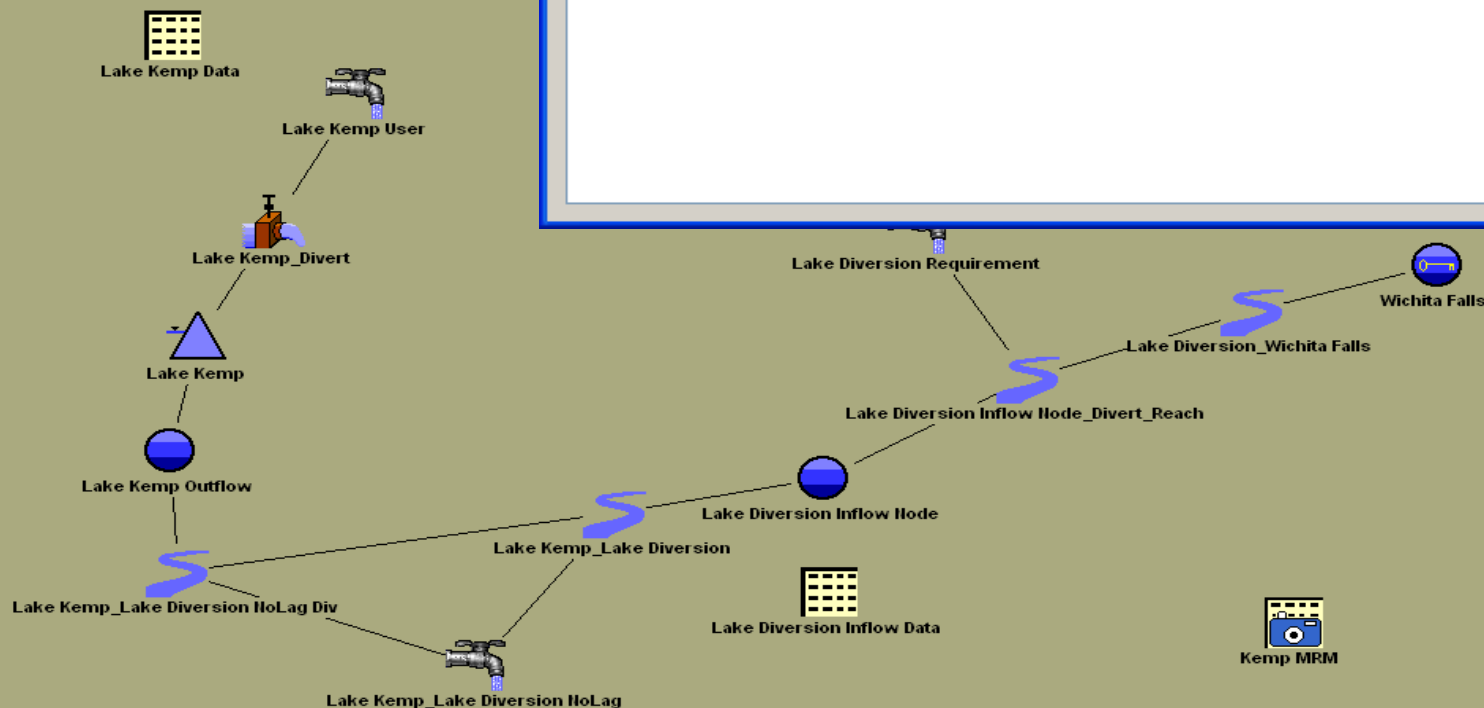 Lake Kemp Data
Lake Kemp User
Lake Kemp_Divert
Lake Diversion Requirement
Wichita Falls
Lake Diversion_Wichita Falls
Lake Kemp
Lake Diversion Inflow Node_Divert_Reach
Lake Kemp Outflow
Lake Diversion Inflow Node
Lake Kemp_Lake Diversion
Lake Kemp_Lake Diversion NoLag Div
Lake Diversion Inflow Data
Kemp MRM
Lake Kemp_Lake Diversion NoLag